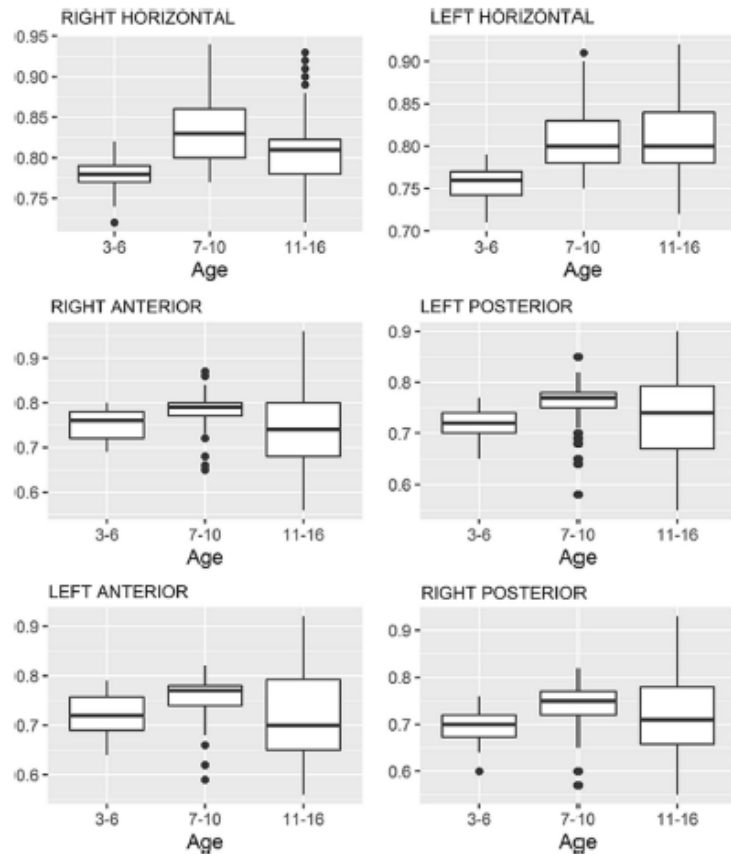 RIGHT HORIZONTAL
0.95
0.90
0.85
0.80
0.75
3-6 7-10 11-16
Age
LEFT HORIZONTAL
0.90
0.85
0.80
0.75
0.70
3-6 7-10 11-16
Age
RIGHT ANTERIOR
0.9
0.8
0.7
0.6
3-6 7-10 11-16
Age
LEFT POSTERIOR
0.9
0.8
0.7
0.6
3-6 7-10 11-16
Age
LEFT ANTERIOR
0.9
0.8
0.7
0.6
3-6 7-10 11-16
Age
RIGHT POSTERIOR
0.9
0.8
0.7
0.6
3-6 7-10 11-16
Age